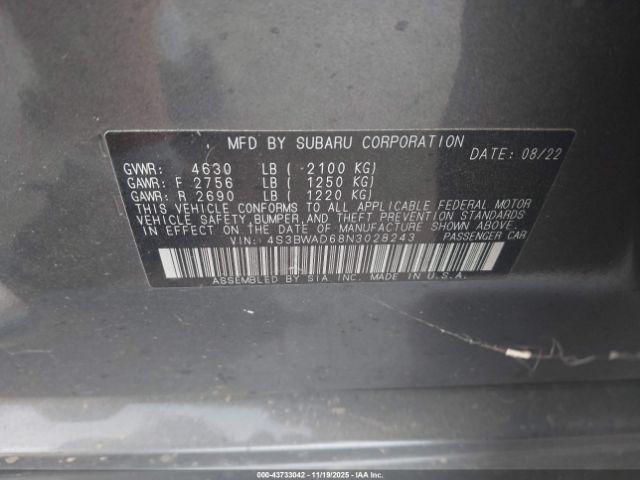 MFD BY SUBARU CORPORATION
DATE: 08/22
GVWR: 4630 LB ( 2100 KG)
GAWR: F 2756 LB ( 1250 KG)
GAWR: R 2690 LB ( 1220 KG)
THIS VEHICLE CONFORMS TO ALL APPLICABLE FEDERAL MOTOR
VEHICLE SAFETY, BUMPER, AND THEFT PREVENTION STANDARDS
IN EFFECT ON THE DATE OF MANUFACTURE SHOWN ABOVE.
VIN: 4S3BWAD68N3028243 PASSENGER CAR
ASSEMBLED BY SIA INC. MADE IN U.S.A.
000-43733042 - 11/19/2025 - IAA Inc.